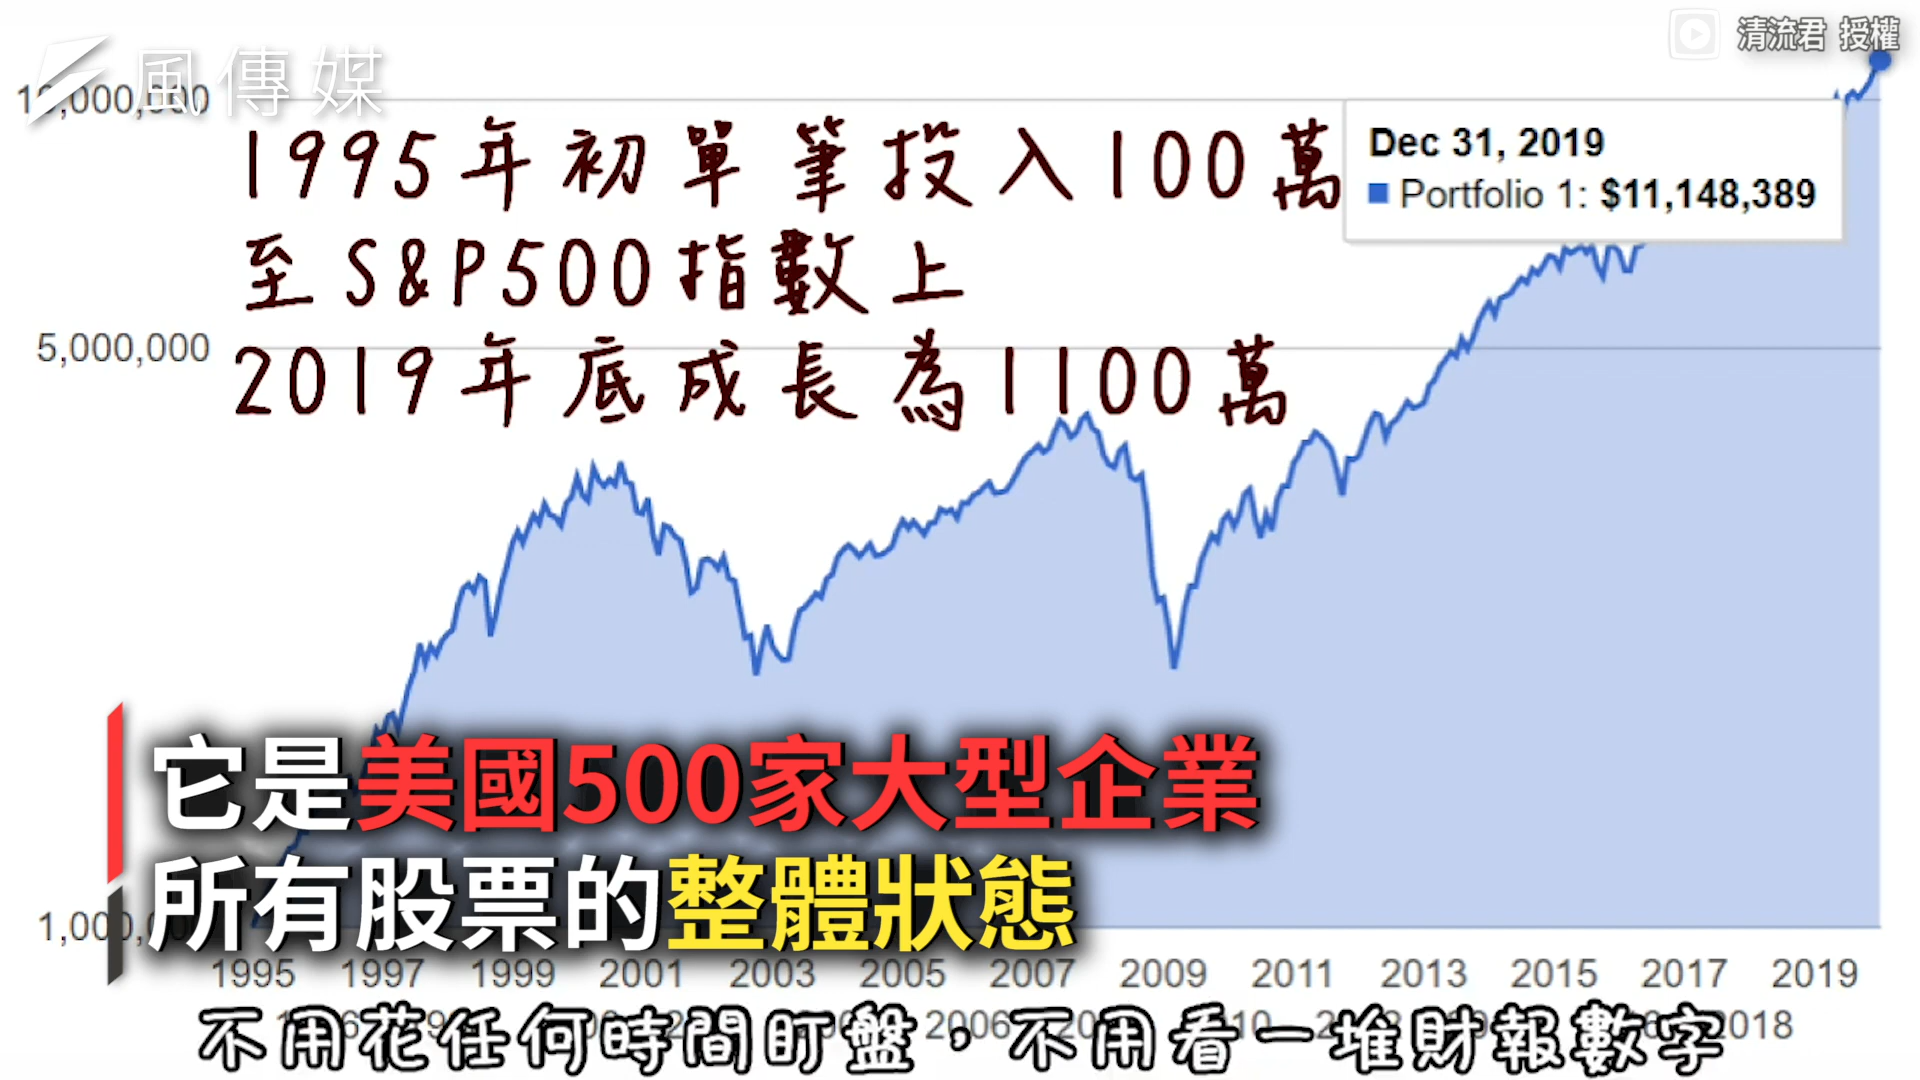 風傳媒
清流君 授權
10,000,000
1995年初單筆投入100萬
至S&P500指數上
2019年底成長為1100萬
Dec 31, 2019
Portfolio 1: $11,148,389
5,000,000
它是美國500家大型企業
所有股票的整體狀態
1995 1997 1999 2001 2003 2005 2007 2009 2011 2013 2015 2017 2019
2006 2018
不用花任何時間盯盤，不用看一堆財報數字